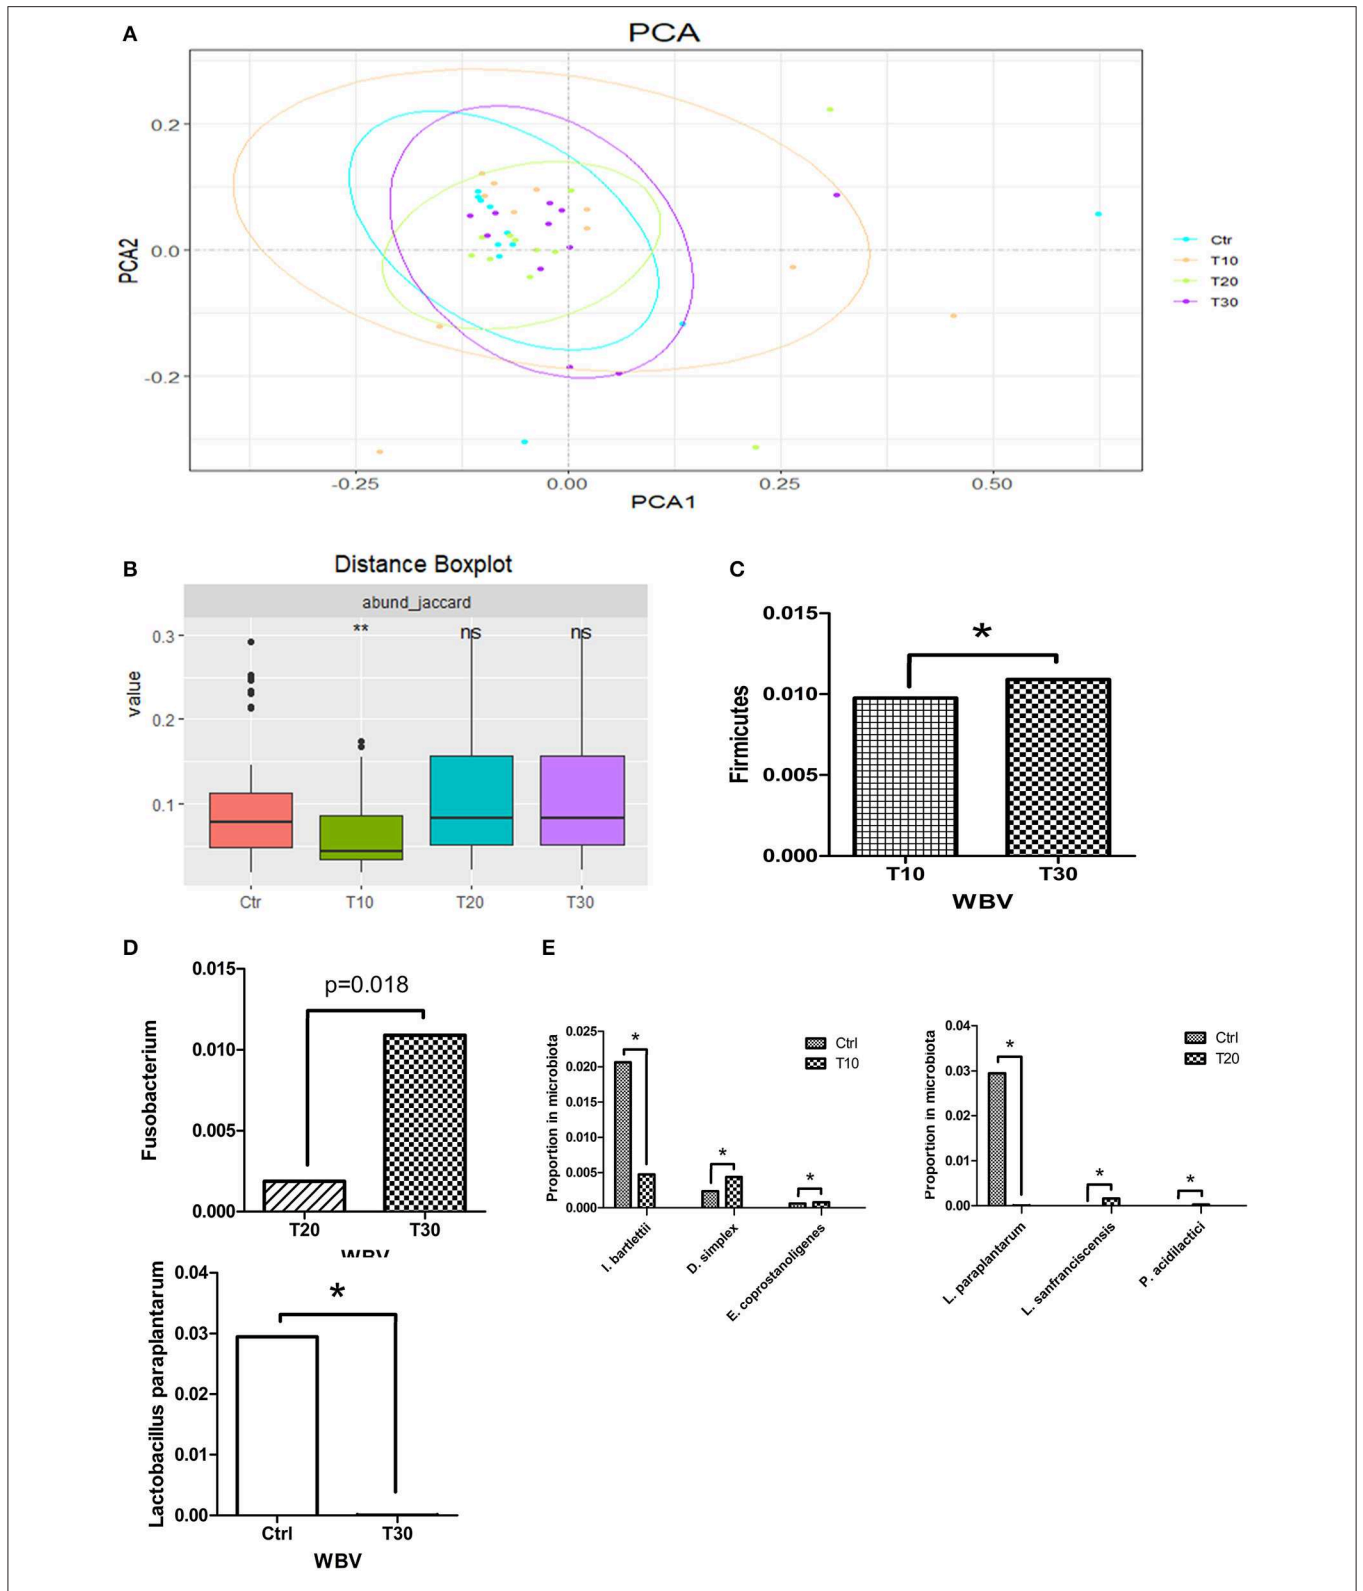 A
PCA
PCA2
0.2
0.0
-0.2
-0.25
0.00
0.25
0.50
PCA1
Ctr
T10
T20
T30
B
Distance Boxplot
abund_jaccard
value
0.3
0.2
0.1
**
ns
ns
Ctr
T10
T20
T30
C
Firmicutes
0.015
0.010
0.005
0.000
*
T10
T30
WBV
D
Fusobacterium
0.015
0.010
0.005
0.000
p=0.018
T20
T30
WBV
Lactobacillus paraplantarum
0.04
0.03
0.02
0.01
0.00
*
Ctrl
T30
WBV
E
Proportion in microbiota
0.025
0.020
0.015
0.010
0.005
0.000
*
*
*
Ctrl
T10
I. bartlettii
D. simplex
E. coprostanoligenes
Proportion in microbiota
0.04
0.03
0.02
0.01
0.00
*
*
*
Ctrl
T20
L. paraplantarum
L. sanfranciscensis
P. acidilactici